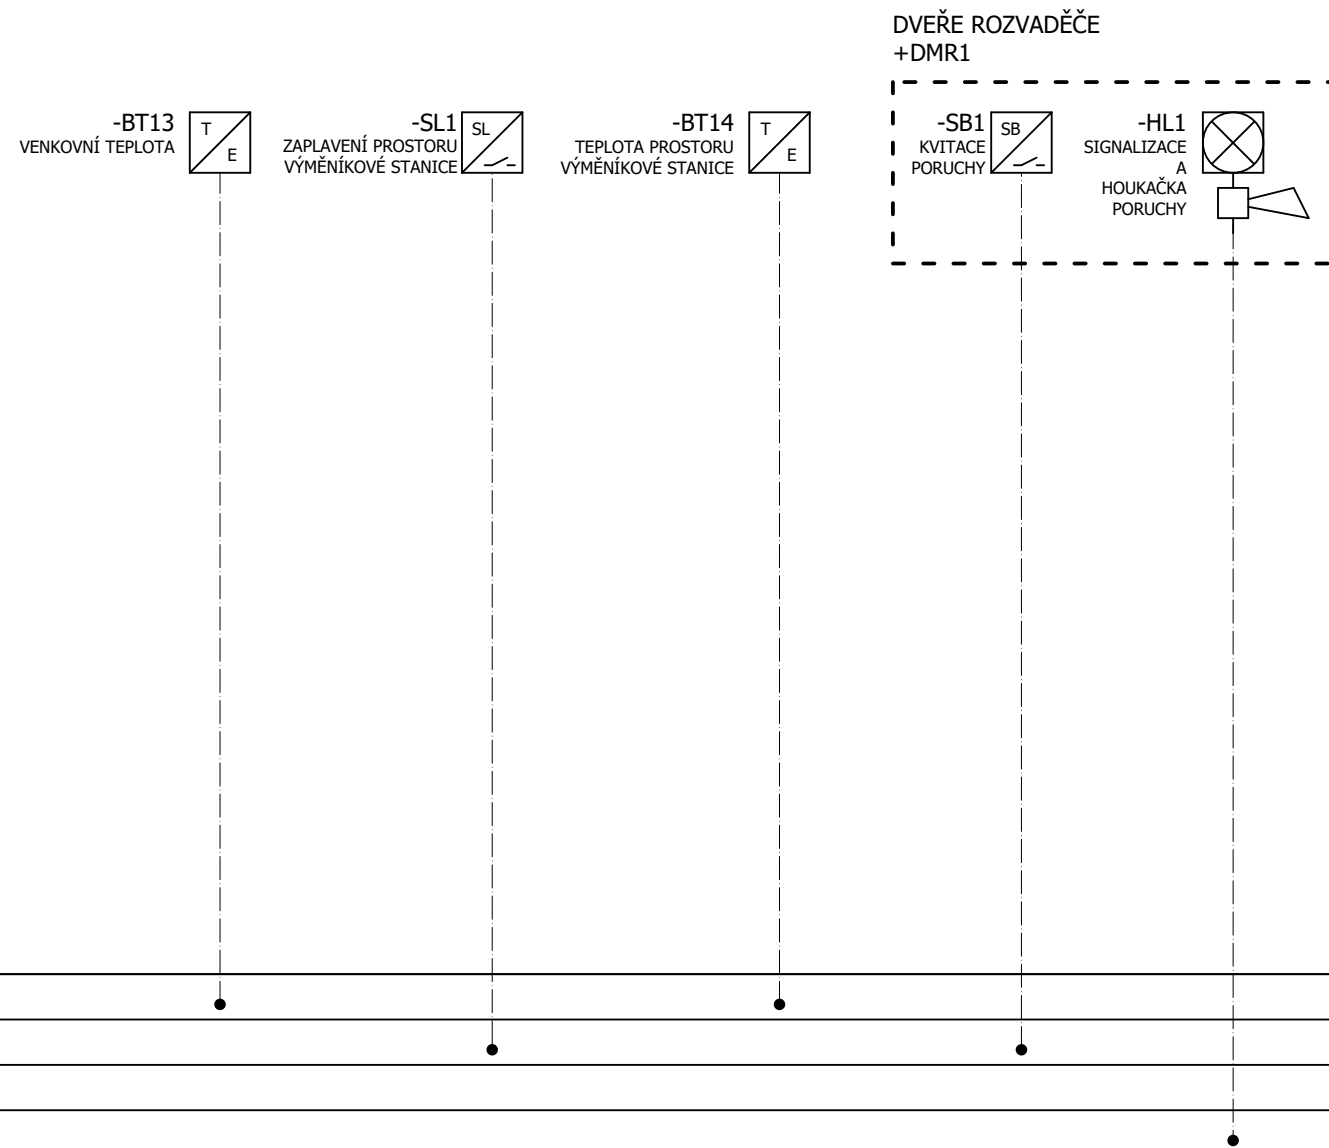 DVEŘE ROZVADĚČE
+DMR1
-BT13
VENKOVNÍ TEPLOTA
T
E
-SL1
ZAPLAVENÍ PROSTORU
VÝMĚNÍKOVÉ STANICE
SL
-BT14
TEPLOTA PROSTORU
VÝMĚNÍKOVÉ STANICE
T
E
-SB1
KVITACE
PORUCHY
SB
-HL1
SIGNALIZACE
A
HOUKAČKA
PORUCHY